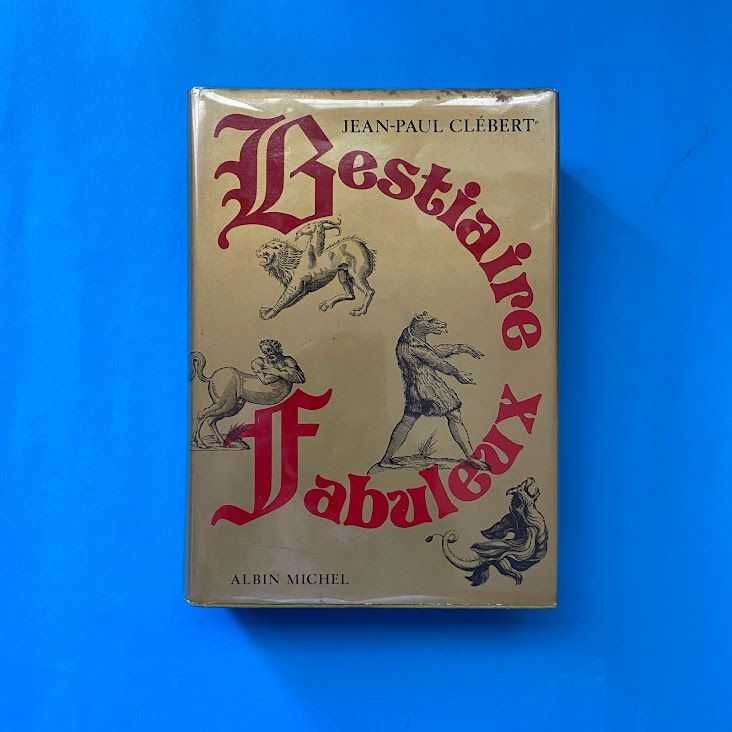 JEAN-PAUL CLÉBERT
Bestiaire
Fabuleux
ALBIN MICHEL